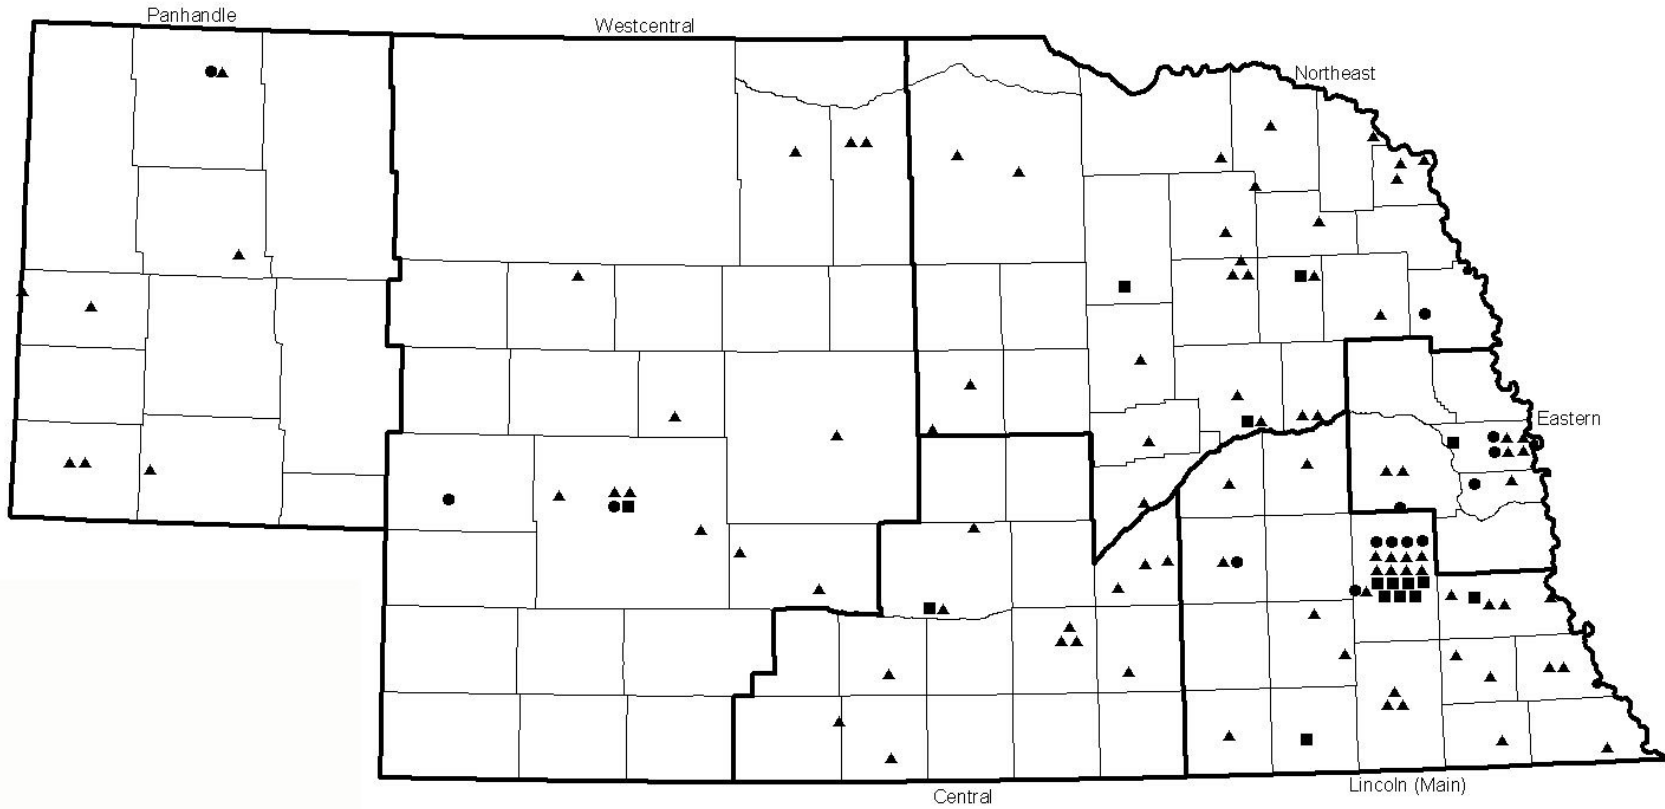 Panhandle
Westcentral
Northeast
Eastern
Lincoln (Main)
Central